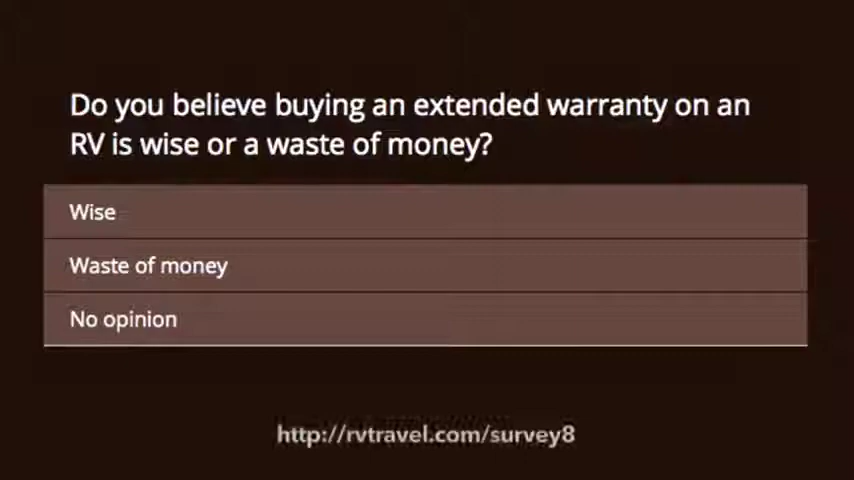 Do you believe buying an extended warranty on an
RV is wise or a waste of money?
Wise
Waste of money
No opinion
http://rvtravel.com/survey8